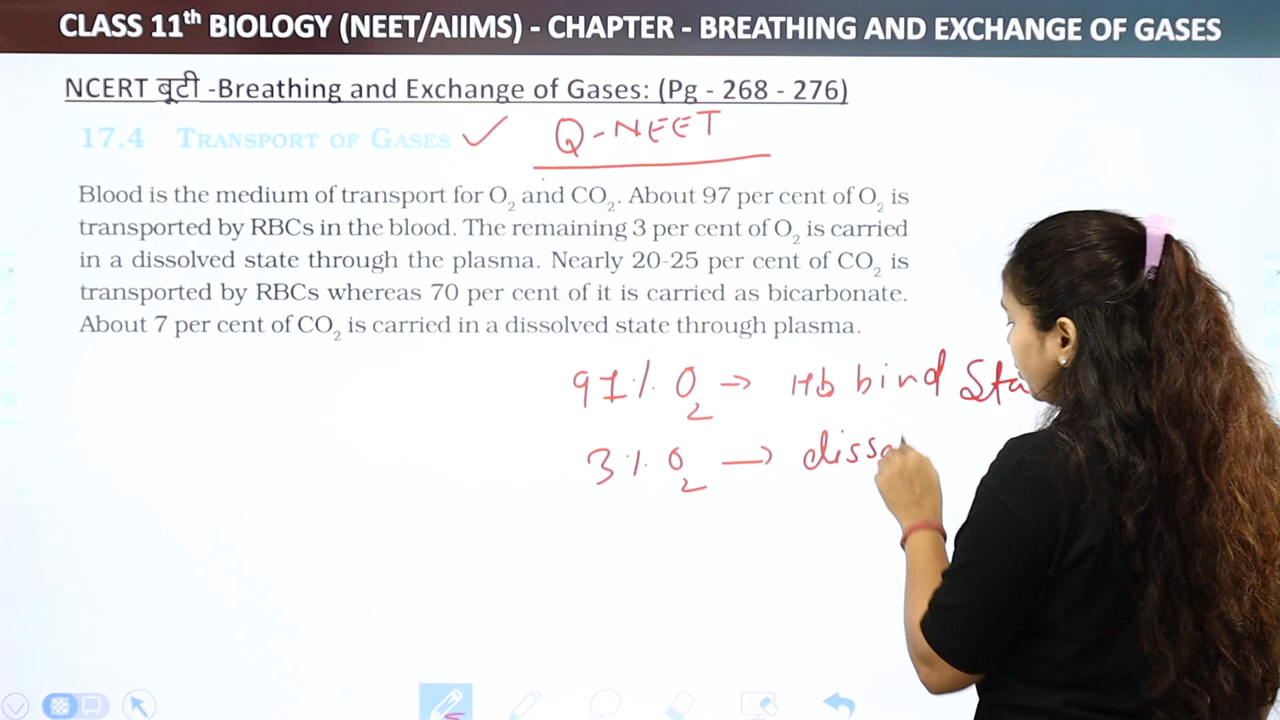 CLASS 11th BIOLOGY (NEET/AIIMS) - CHAPTER - BREATHING AND EXCHANGE OF GASES
NCERT बूटी -Breathing and Exchange of Gases: (Pg - 268 - 276)
17.4 TRANSPORT OF GASES ✓ Q-NEET
Blood is the medium of transport for O2 and CO2. About 97 per cent of O2 is
transported by RBCs in the blood. The remaining 3 per cent of O2 is carried
in a dissolved state through the plasma. Nearly 20-25 per cent of CO2 is
transported by RBCs whereas 70 per cent of it is carried as bicarbonate.
About 7 per cent of CO2 is carried in a dissolved state through plasma.
97% O2 → Hb bind Sta
3% O2 → disso